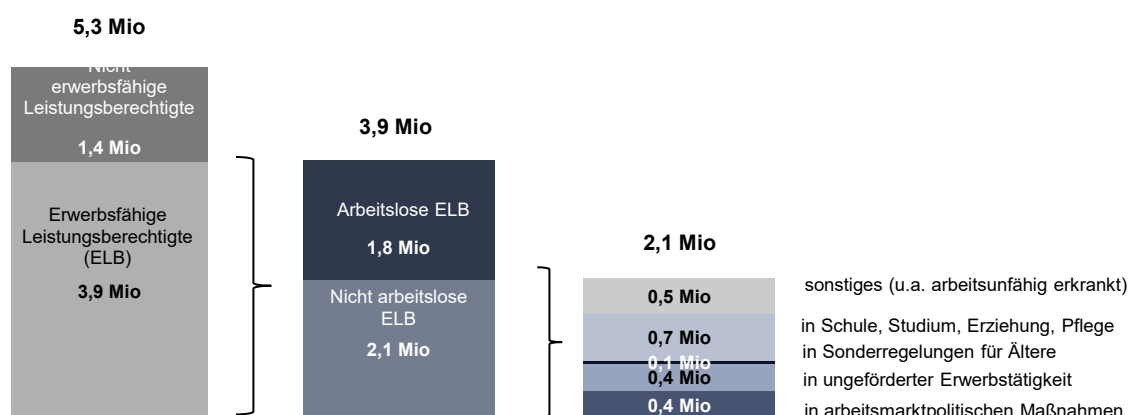 5,3 Mio
Nicht
erwerbsfähige
Leistungsberechtigte
1,4 Mio
Erwerbsfähige
Leistungsberechtigte
(ELB)
3,9 Mio
3,9 Mio
Arbeitslose ELB
1,8 Mio
Nicht arbeitslose
ELB
2,1 Mio
2,1 Mio
0,5 Mio
sonstiges (u.a. arbeitsunfähig erkrankt)
0,7 Mio
in Schule, Studium, Erziehung, Pflege
0,1 Mio
in Sonderregelungen für Ältere
0,4 Mio
in ungeförderter Erwerbstätigkeit
0,4 Mio
in arbeitsmarktpolitischen Maßnahmen